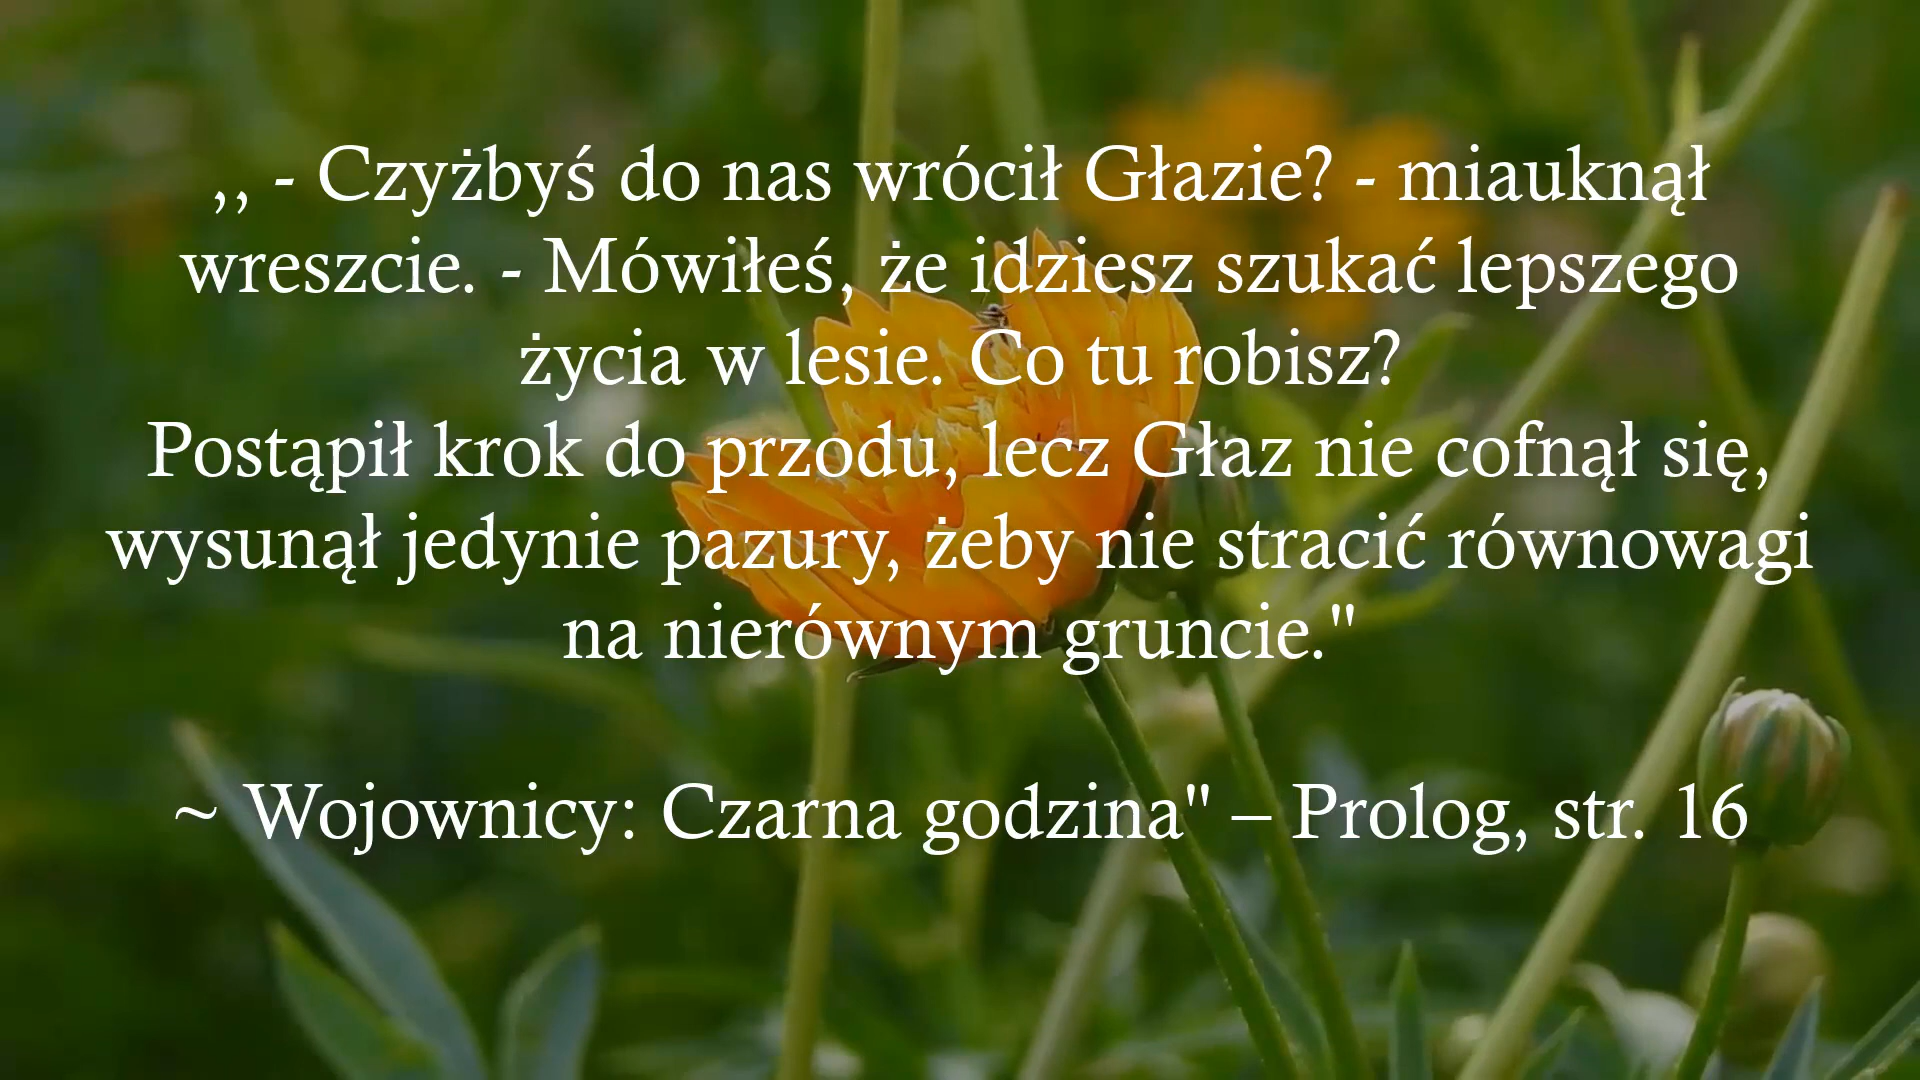 ,, - Czyżbyś do nas wrócił Głazie? - miauknął
wreszcie. - Mówiłeś, że idziesz szukać lepszego
życia w lesie. Co tu robisz?
Postąpił krok do przodu, lecz Głaz nie cofnął się,
wysunął jedynie pazury, żeby nie stracić równowagi
na nierównym gruncie."
~ Wojownicy: Czarna godzina" – Prolog, str. 16